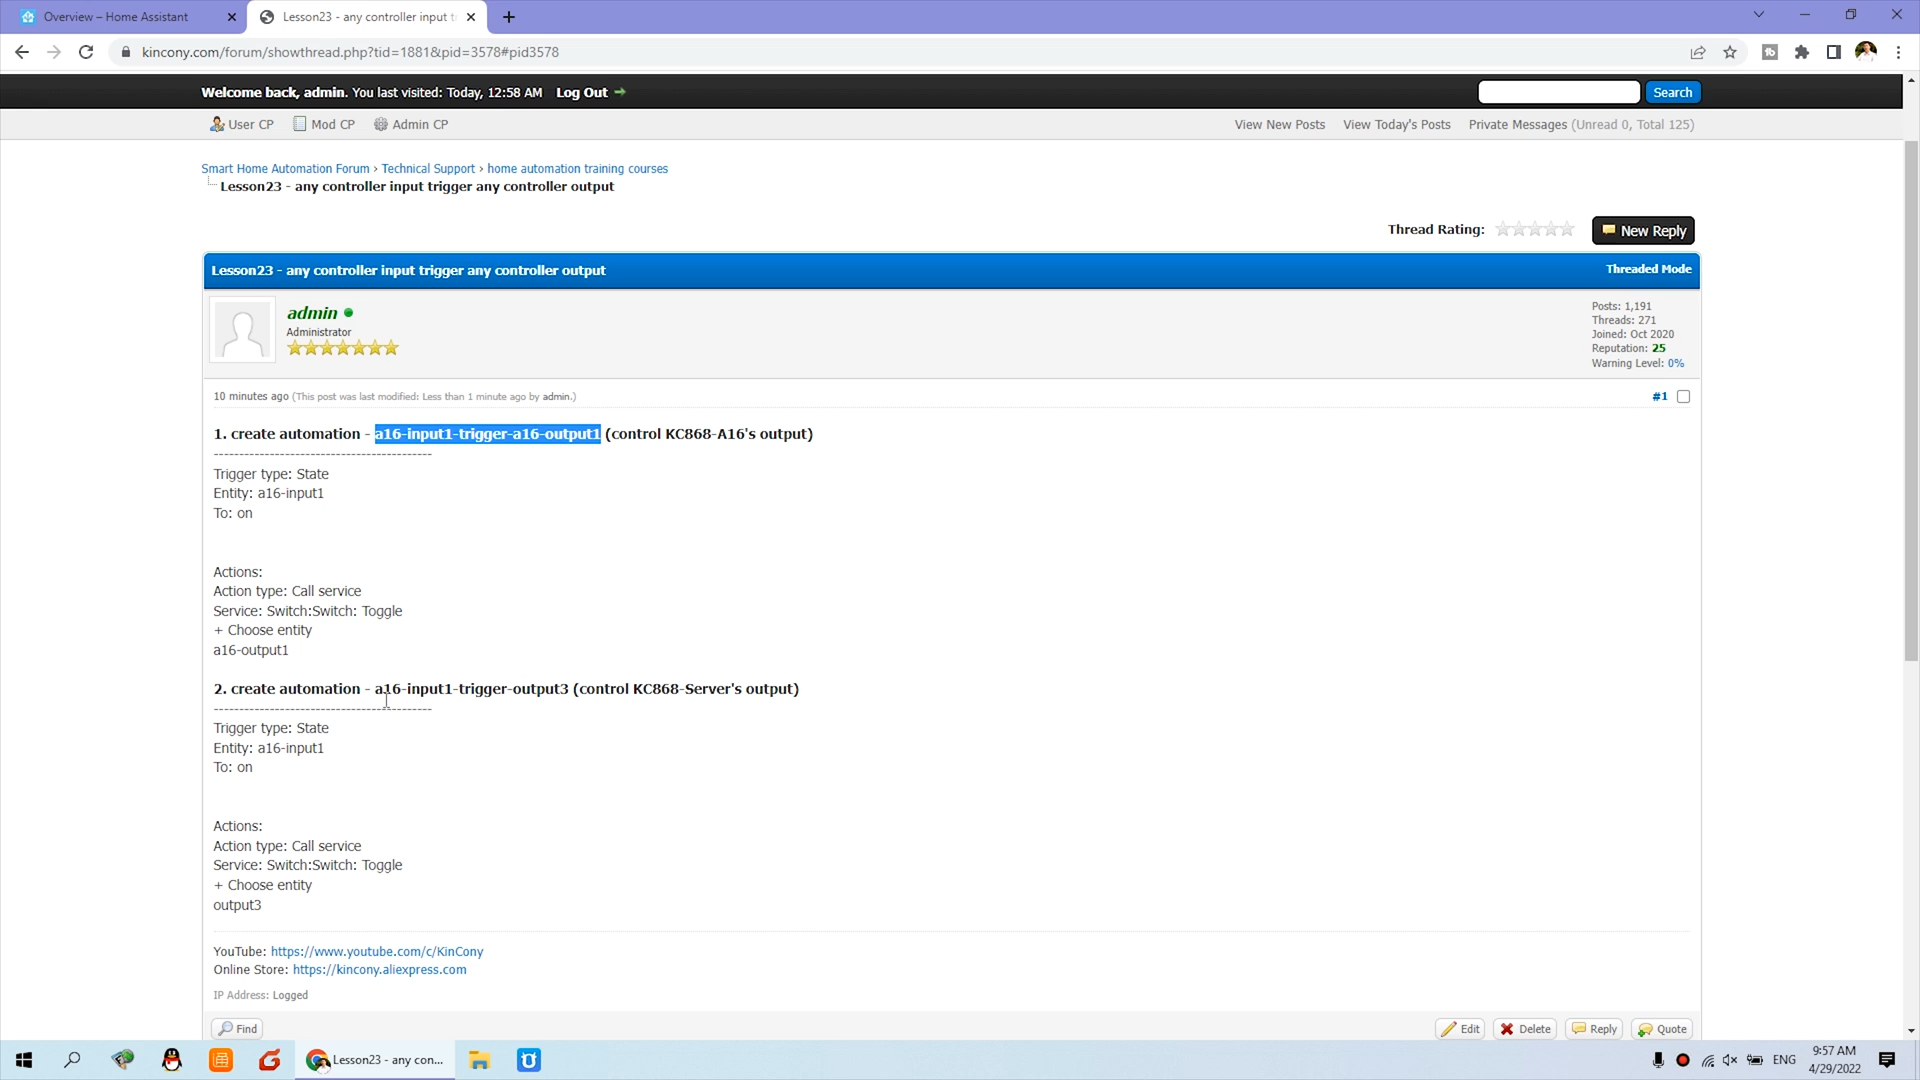 Overview – Home Assistant
Lesson23 - any controller input t
kincony.com/forum/showthread.php?tid=1881&pid=3578#pid3578
Welcome back, admin. You last visited: Today, 12:58 AM Log Out
Search
User CP Mod CP Admin CP
View New Posts View Today's Posts Private Messages (Unread 0, Total 125)
Smart Home Automation Forum › Technical Support › home automation training courses
Lesson23 - any controller input trigger any controller output
Thread Rating:
New Reply
Lesson23 - any controller input trigger any controller output
Threaded Mode
admin
Administrator
Posts: 1,191
Threads: 271
Joined: Oct 2020
Reputation: 25
Warning Level: 0%
10 minutes ago (This post was last modified: Less than 1 minute ago by admin.)
#1
1. create automation - a16-input1-trigger-a16-output1 (control KC868-A16's output)
-------------------------------------------
Trigger type: State
Entity: a16-input1
To: on
Actions:
Action type: Call service
Service: Switch:Switch: Toggle
+ Choose entity
a16-output1
2. create automation - a16-input1-trigger-output3 (control KC868-Server's output)
-------------------------------------------
Trigger type: State
Entity: a16-input1
To: on
Actions:
Action type: Call service
Service: Switch:Switch: Toggle
+ Choose entity
output3
YouTube: https://www.youtube.com/c/KinCony
Online Store: https://kincony.aliexpress.com
IP Address: Logged
Find
Edit Delete Reply Quote
Lesson23 - any con...
ENG
9:57 AM
4/29/2022